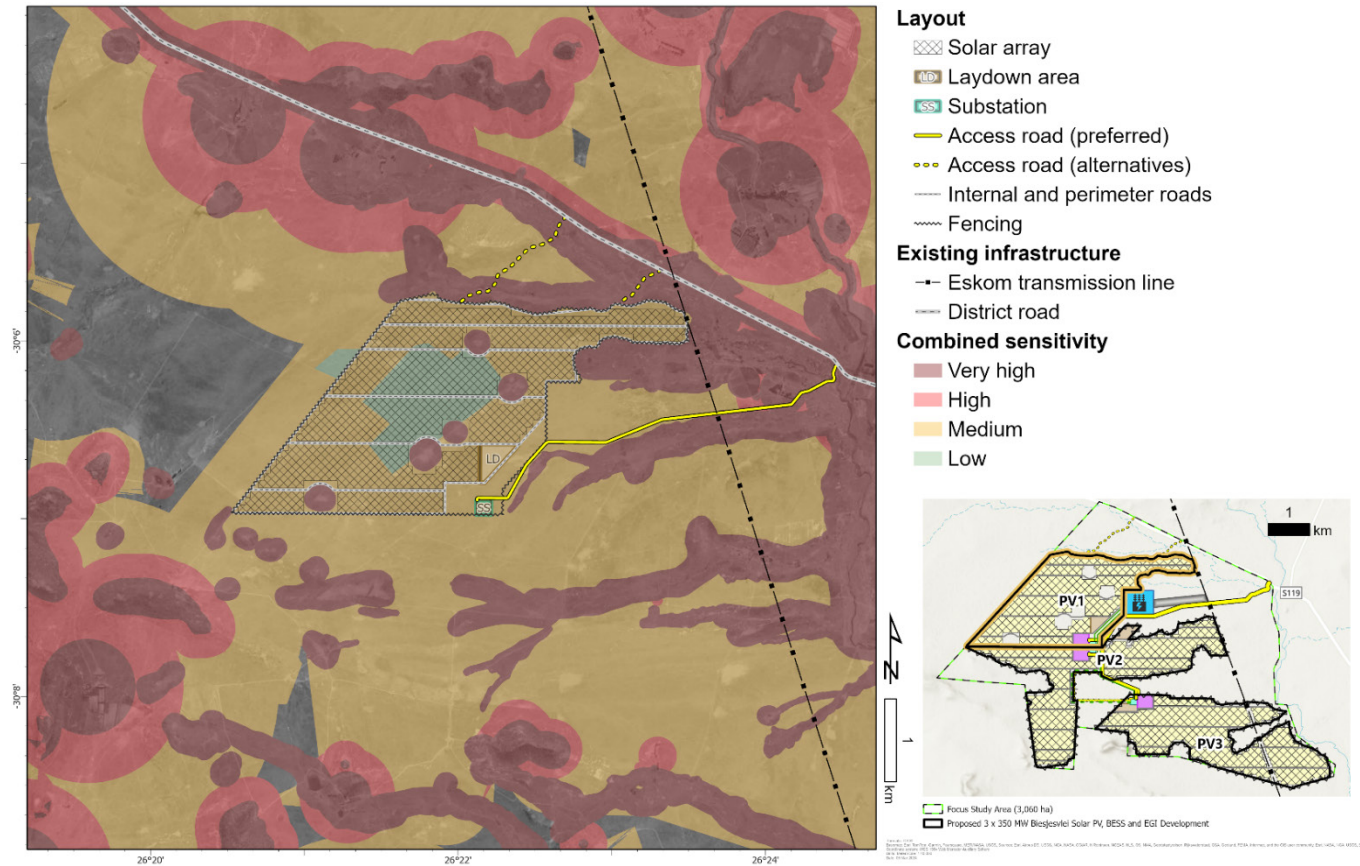 -30°6'
-30°8'
26°20
26°22
26°24
LD
SS
N
1
km
Layout
Solar array
LD
Laydown area
SS
Substation
Access road (preferred)
Access road (alternatives)
Internal and perimeter roads
Fencing
Existing infrastructure
Eskom transmission line
District road
Combined sensitivity
Very high
High
Medium
Low
1
km
S119
PV1
PV2
PV3
Focus Study Area (3,060 ha)
Proposed 3 x 350 MW Biesjesvlei Solar PV, BESS and EGI Development